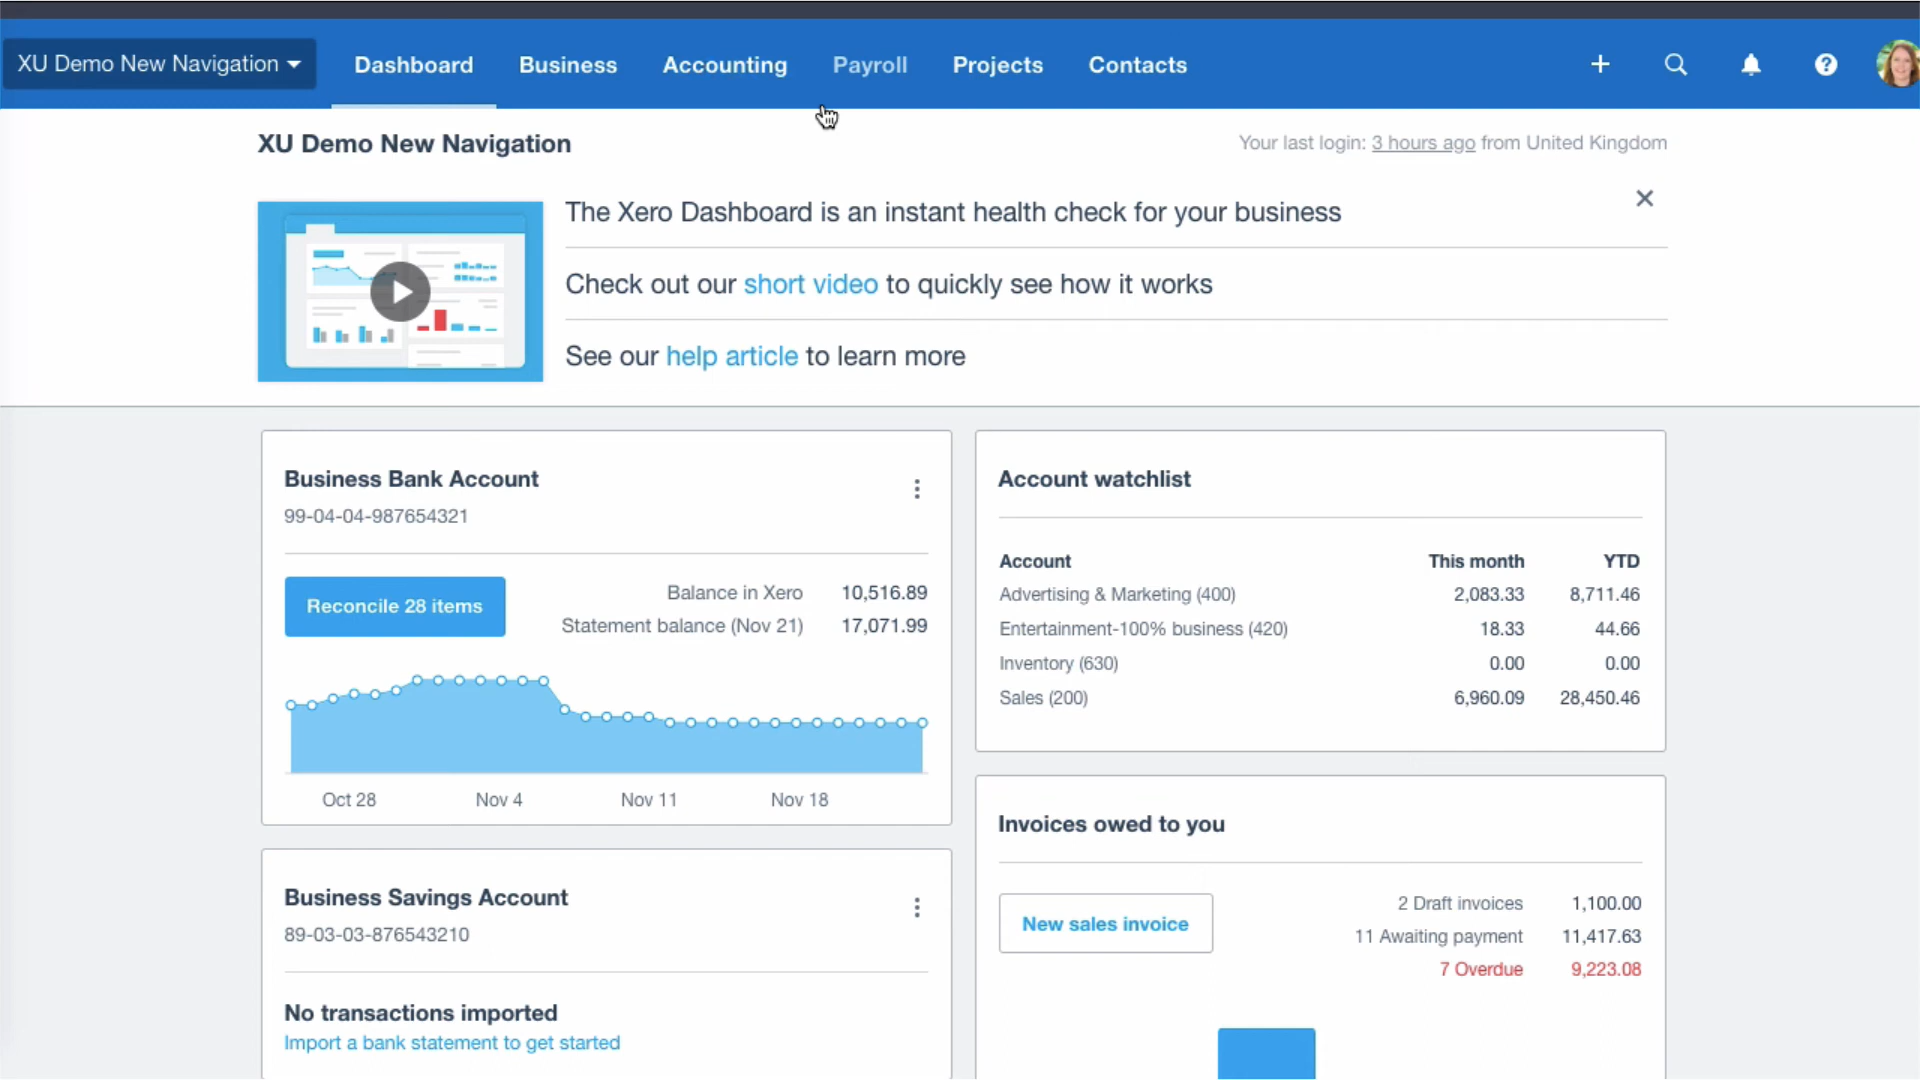 XU Demo New Navigation
Dashboard
Business
Accounting
Payroll
Projects
Contacts
XU Demo New Navigation
Your last login: 3 hours ago from United Kingdom
The Xero Dashboard is an instant health check for your business
Check out our short video to quickly see how it works
See our help article to learn more
Business Bank Account
99-04-04-987654321
Reconcile 28 items
Balance in Xero 10,516.89
Statement balance (Nov 21) 17,071.99
Oct 28 Nov 4 Nov 11 Nov 18
Business Savings Account
89-03-03-876543210
No transactions imported
Import a bank statement to get started
Account watchlist
Account This month YTD
Advertising & Marketing (400) 2,083.33 8,711.46
Entertainment-100% business (420) 18.33 44.66
Inventory (630) 0.00 0.00
Sales (200) 6,960.09 28,450.46
Invoices owed to you
New sales invoice
2 Draft invoices 1,100.00
11 Awaiting payment 11,417.63
7 Overdue 9,223.08